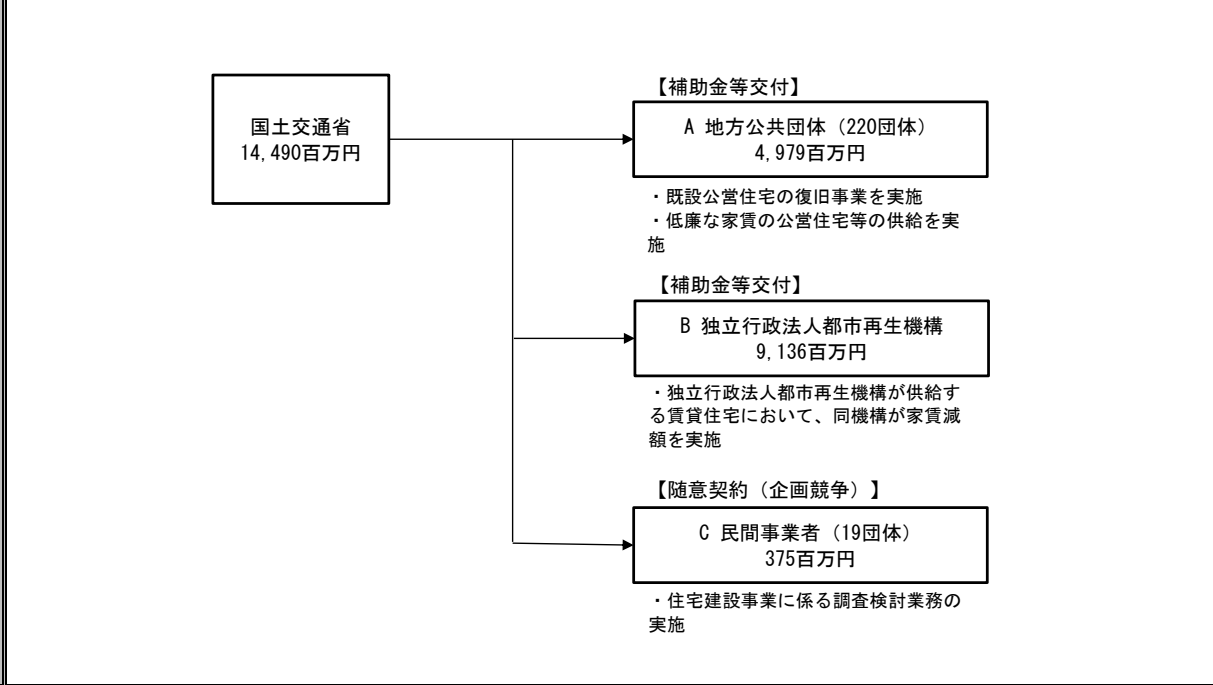 国土交通省
14,490百万円
【補助金等交付】
A 地方公共団体（220団体）
4,979百万円
・既設公営住宅の復旧事業を実施
・低廉な家賃の公営住宅等の供給を実
施
【補助金等交付】
B 独立行政法人都市再生機構
9,136百万円
・独立行政法人都市再生機構が供給す
る賃貸住宅において、同機構が家賃減
額を実施
【随意契約（企画競争）】
C 民間事業者（19団体）
375百万円
・住宅建設事業に係る調査検討業務の
実施